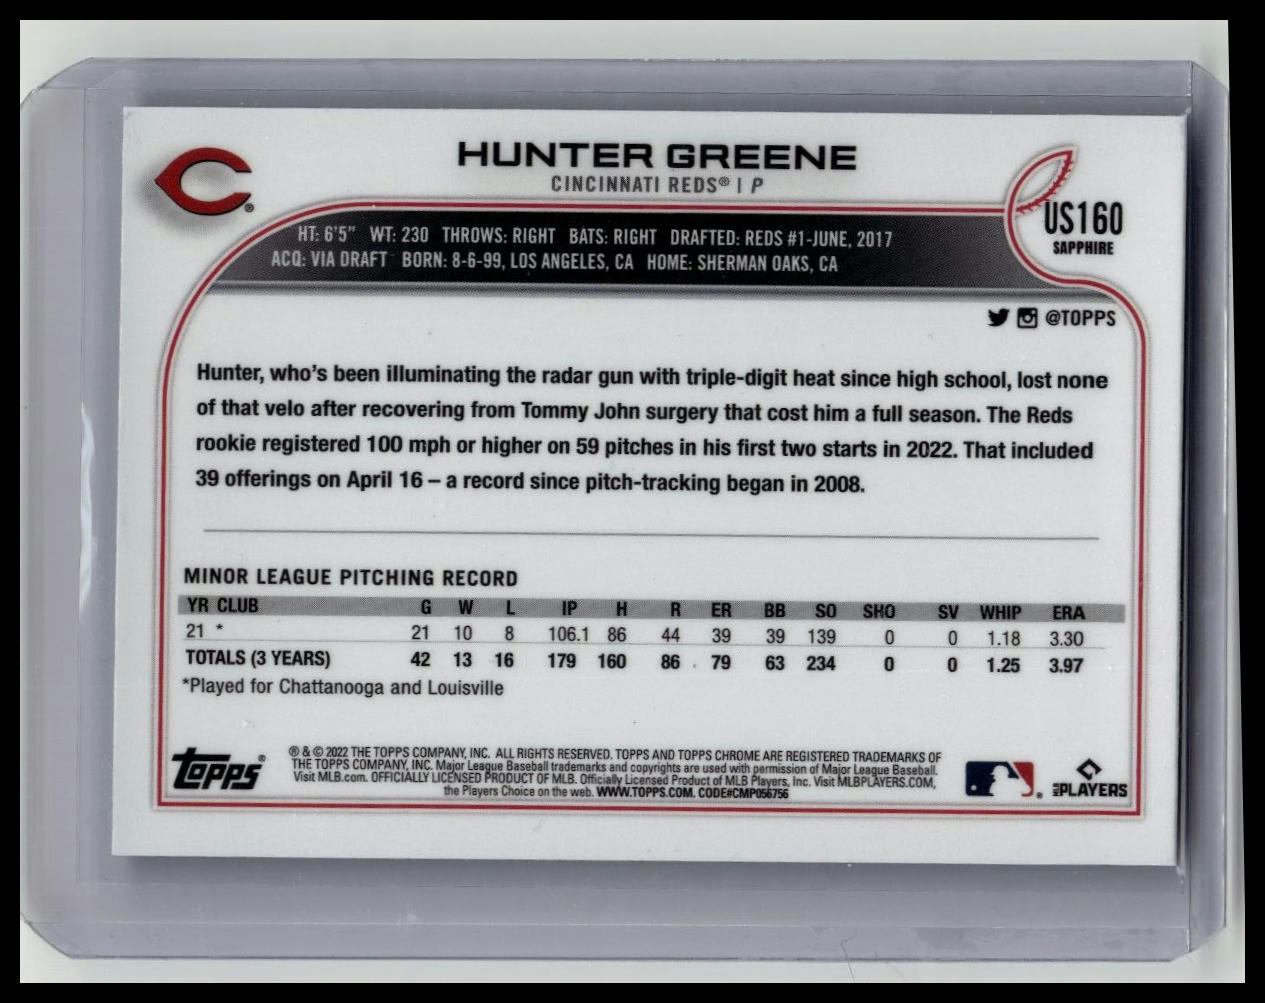 HUNTER GREENE
CINCINNATI REDS® | P
US160
SAPPHIRE
HT: 6'5" WT: 230 THROWS: RIGHT BATS: RIGHT DRAFTED: REDS #1-JUNE, 2017
ACQ: VIA DRAFT BORN: 8-6-99, LOS ANGELES, CA HOME: SHERMAN OAKS, CA
@TOPPS
Hunter, who's been illuminating the radar gun with triple-digit heat since high school, lost none
of that velo after recovering from Tommy John surgery that cost him a full season. The Reds
rookie registered 100 mph or higher on 59 pitches in his first two starts in 2022. That included
39 offerings on April 16 – a record since pitch-tracking began in 2008.
MINOR LEAGUE PITCHING RECORD
YR CLUB G W L IP H R ER BB SO SHO SV WHIP ERA
21 * 21 10 8 106.1 86 44 39 39 139 0 0 1.18 3.30
TOTALS (3 YEARS) 42 13 16 179 160 86 79 63 234 0 0 1.25 3.97
*Played for Chattanooga and Louisville
Topps®
® & © 2022 THE TOPPS COMPANY, INC. ALL RIGHTS RESERVED. TOPPS AND TOPPS CHROME ARE REGISTERED TRADEMARKS OF
THE TOPPS COMPANY, INC. Major League Baseball trademarks and copyrights are used with permission of Major League Baseball.
Visit MLB.com. OFFICIALLY LICENSED PRODUCT OF MLB. Officially Licensed Product of MLB Players, Inc. Visit MLBPLAYERS.COM,
the Players Choice on the web. WWW.TOPPS.COM. CODE#CMP056756
MLB PLAYERS